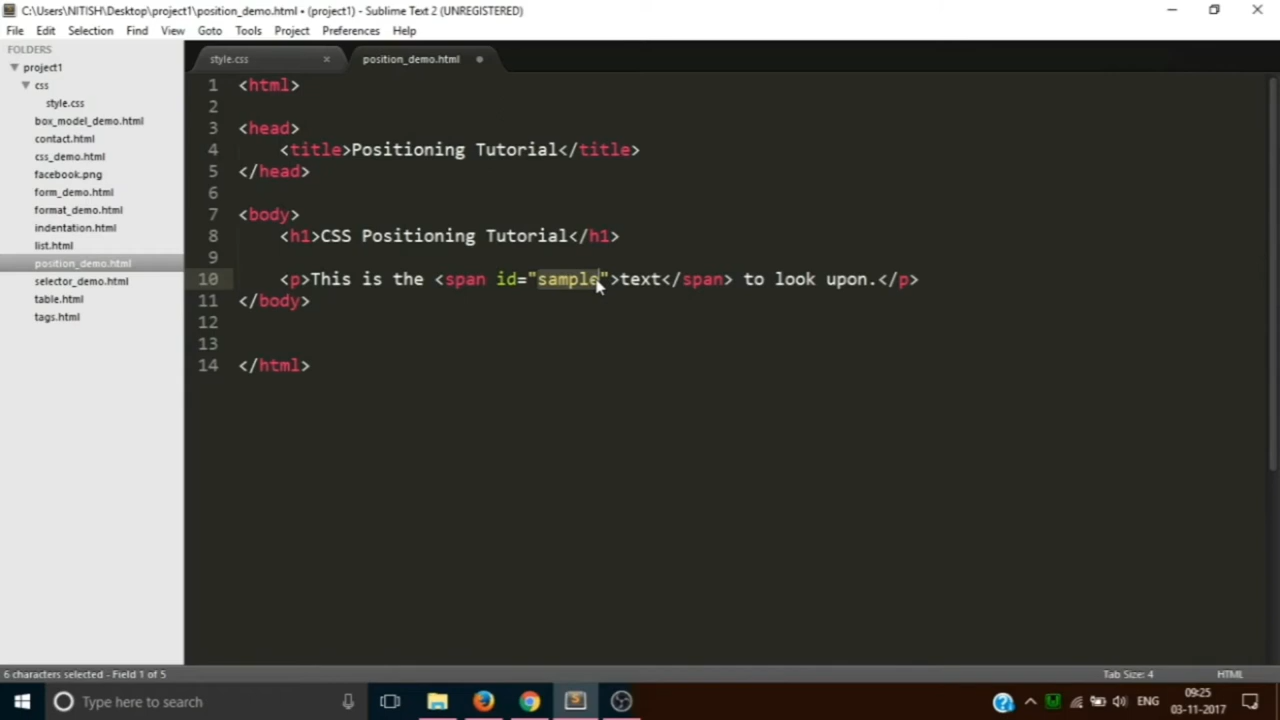 C:\Users\NITISH\Desktop\project1\position_demo.html • (project1) - Sublime Text 2 (UNREGISTERED)
File Edit Selection Find View Goto Tools Project Preferences Help
FOLDERS
project1
css
style.css
box_model_demo.html
contact.html
css_demo.html
facebook.png
form_demo.html
format_demo.html
indentation.html
list.html
position_demo.html
selector_demo.html
table.html
tags.html
style.css × position_demo.html
1 <html>
2
3 <head>
4 <title>Positioning Tutorial</title>
5 </head>
6
7 <body>
8 <h1>CSS Positioning Tutorial</h1>
9
10 <p>This is the <span id="sample">text</span> to look upon.</p>
11 </body>
12
13
14 </html>
6 characters selected - Field 1 of 5 Tab Size: 4 HTML
Type here to search ENG 09:25
03-11-2017